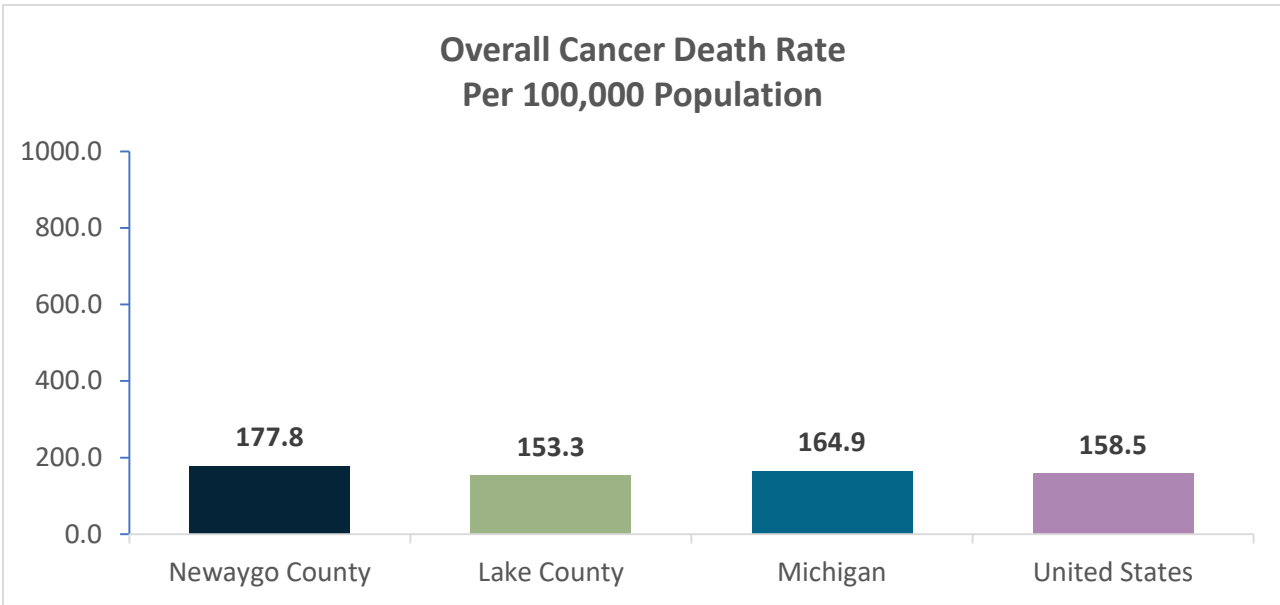 Overall Cancer Death Rate
Per 100,000 Population
1000.0
800.0
600.0
400.0
200.0
0.0
177.8
153.3
164.9
158.5
Newaygo County
Lake County
Michigan
United States